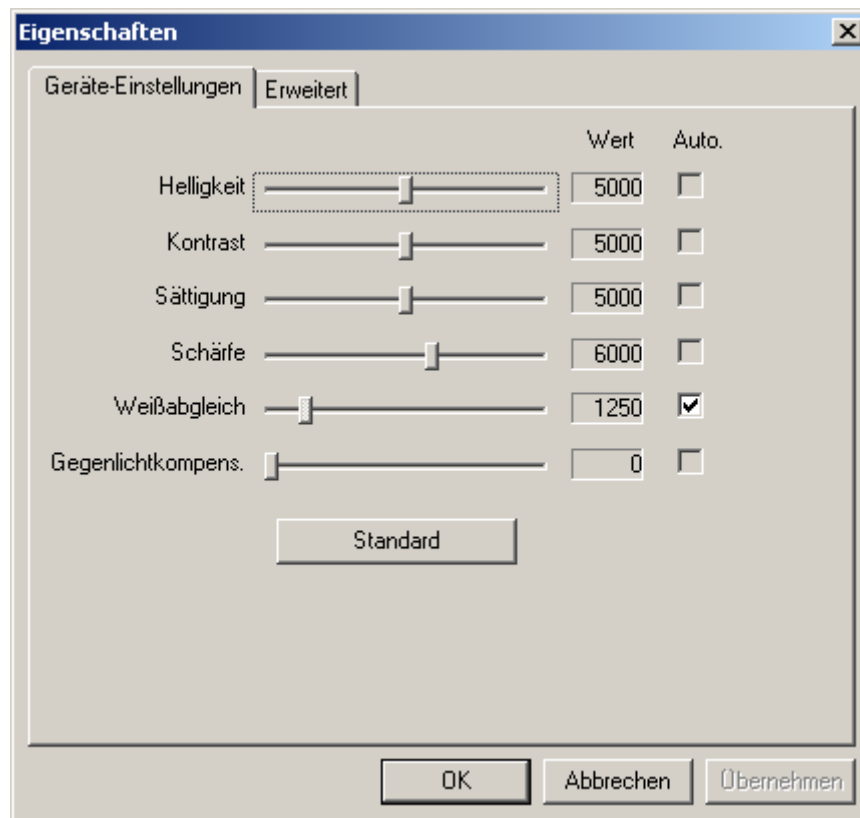 Eigenschaften
Geräte-Einstellungen Erweitert
Wert Auto.
Helligkeit 5000
Kontrast 5000
Sättigung 5000
Schärfe 6000
Weißabgleich 1250
Gegenlichtkompens. 0
Standard
OK Abbrechen Übernehmen